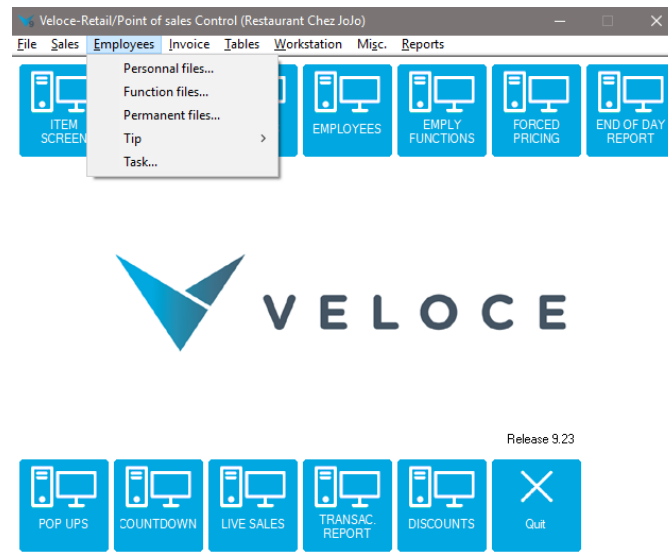 Veloce-Retail/Point of sales Control (Restaurant Chez JoJo)
File Sales Employees Invoice Tables Workstation Misc. Reports
Personnal files...
Function files...
Permanent files...
Tip
Task...
ITEM
SCREEN
EMPLOYEES
EMPLY
FUNCTIONS
FORCED
PRICING
END OF DAY
REPORT
VELOCE
Release 9.23
POP UPS
COUNTDOWN
LIVE SALES
TRANSAC.
REPORT
DISCOUNTS
Quit